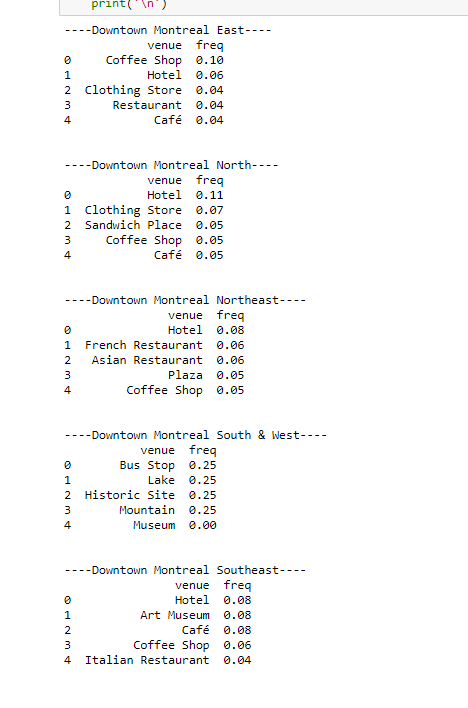 print('\n')
----Downtown Montreal East----
venue freq
0 Coffee Shop 0.10
1 Hotel 0.06
2 Clothing Store 0.04
3 Restaurant 0.04
4 Café 0.04
----Downtown Montreal North----
venue freq
0 Hotel 0.11
1 Clothing Store 0.07
2 Sandwich Place 0.05
3 Coffee Shop 0.05
4 Café 0.05
----Downtown Montreal Northeast----
venue freq
0 Hotel 0.08
1 French Restaurant 0.06
2 Asian Restaurant 0.06
3 Plaza 0.05
4 Coffee Shop 0.05
----Downtown Montreal South & West----
venue freq
0 Bus Stop 0.25
1 Lake 0.25
2 Historic Site 0.25
3 Mountain 0.25
4 Museum 0.00
----Downtown Montreal Southeast----
venue freq
0 Hotel 0.08
1 Art Museum 0.08
2 Café 0.08
3 Coffee Shop 0.06
4 Italian Restaurant 0.04